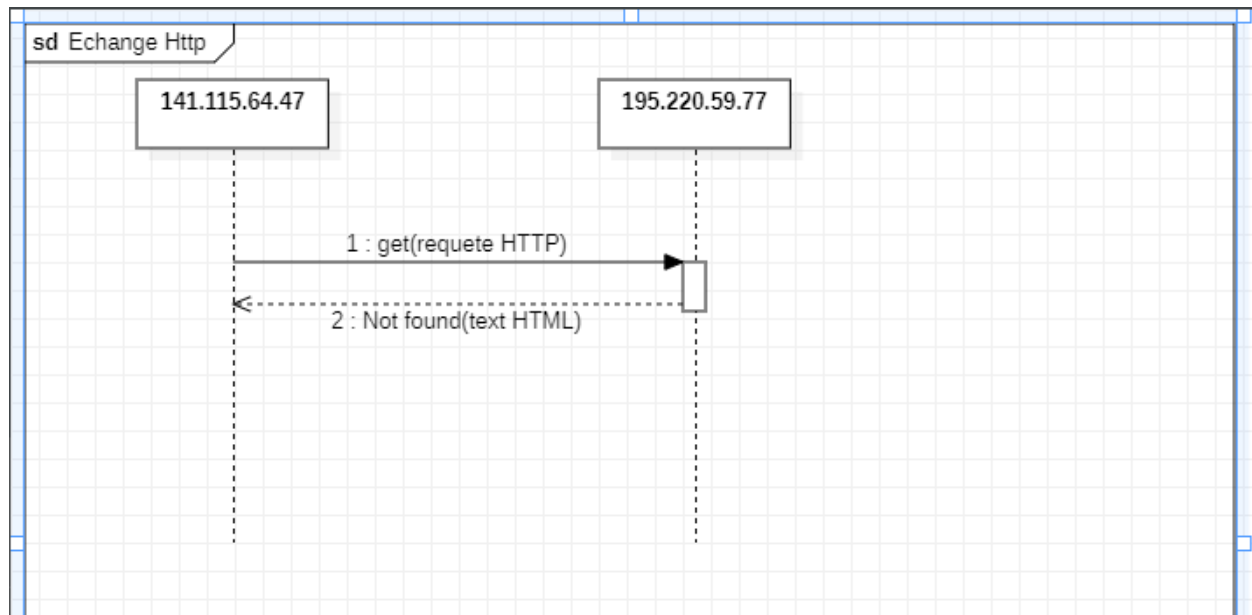 sd Echange Http
141.115.64.47
195.220.59.77
1 : get(requete HTTP)
2 : Not found(text HTML)